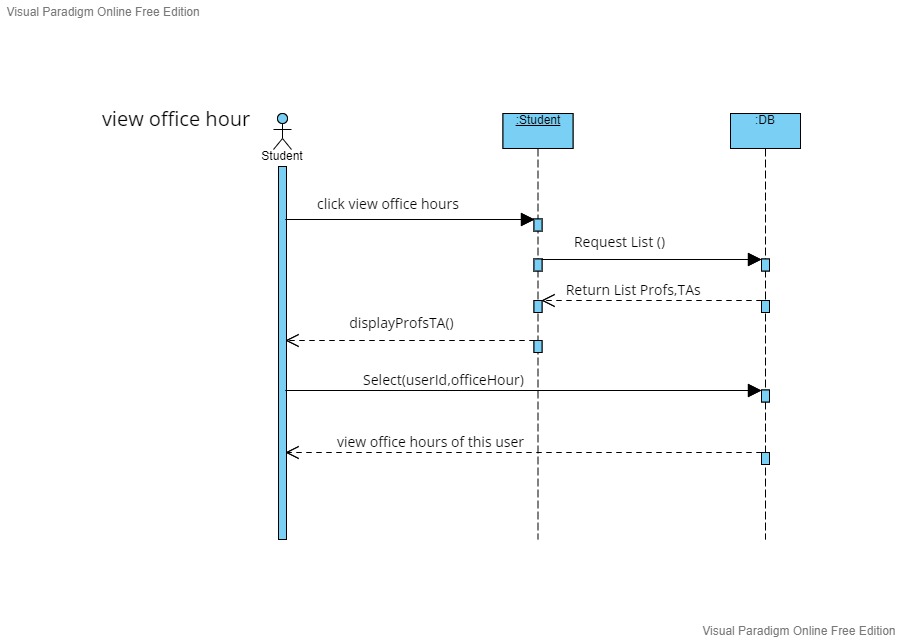 Visual Paradigm Online Free Edition
view office hour
Student
:Student
:DB
click view office hours
Request List ()
Return List Profs,TAs
displayProfsTA()
Select(userId,officeHour)
view office hours of this user
Visual Paradigm Online Free Edition